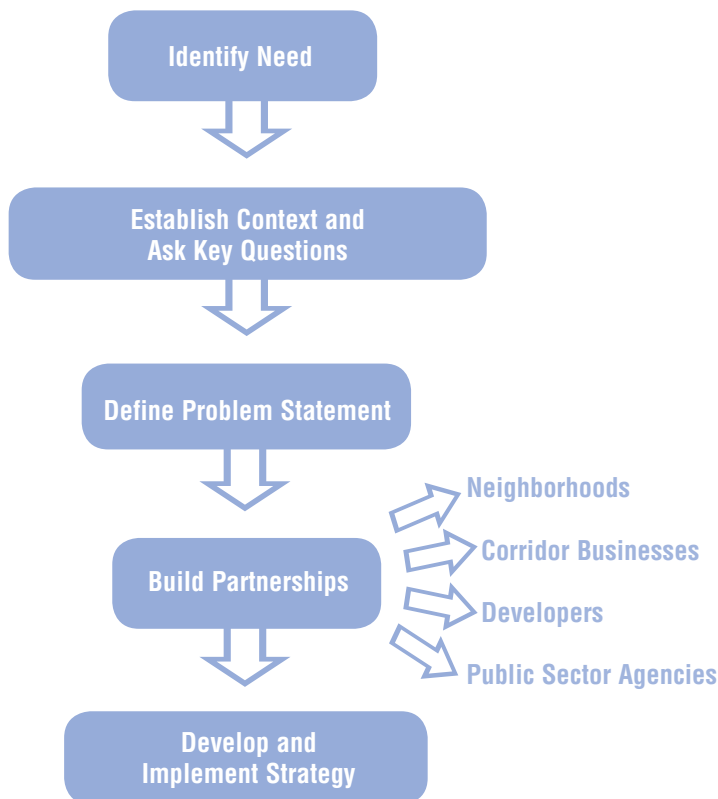 Identify Need
Establish Context and
Ask Key Questions
Define Problem Statement
Build Partnerships
Neighborhoods
Corridor Businesses
Developers
Public Sector Agencies
Develop and
Implement Strategy